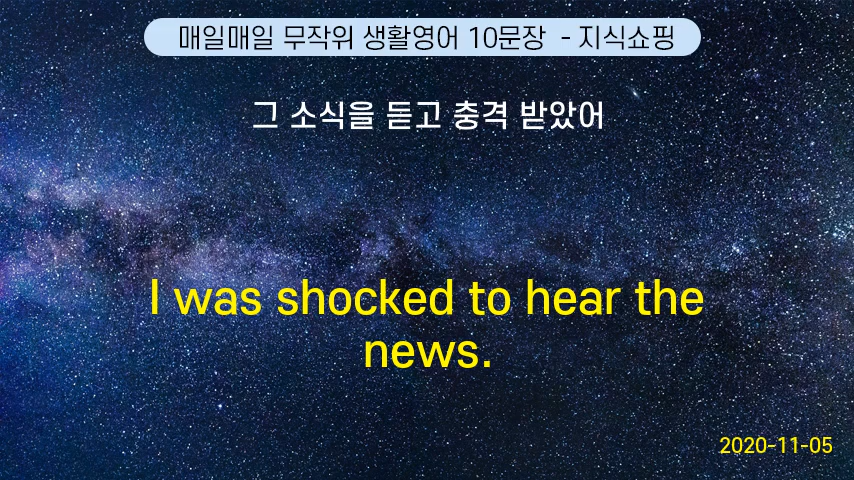 매일매일 무작위 생활영어 10문장 - 지식쇼핑
그 소식을 듣고 충격 받았어
I was shocked to hear the
news.
2020-11-05